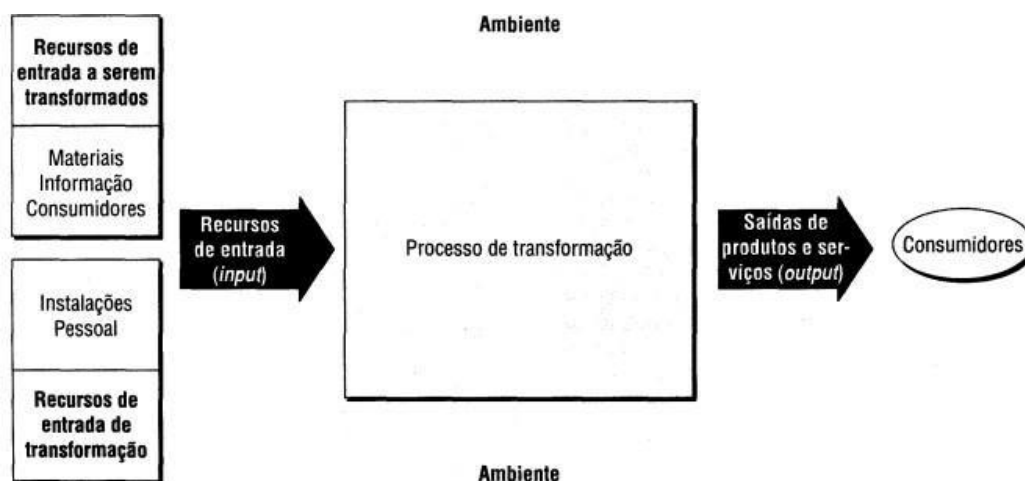 Ambiente
Recursos de
entrada a serem
transformados
Materiais
Informação
Consumidores
Instalações
Pessoal
Recursos de
entrada de
transformação
Recursos
de entrada
(input)
Processo de transformação
Saídas de
produtos e ser-
viços (output)
Consumidores
Ambiente